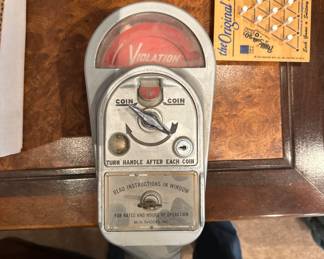 VIOLATION
COIN COIN
TURN HANDLE AFTER EACH COIN
READ INSTRUCTIONS IN WINDOW
FOR RATES AND HOURS OF OPERATION
the Original